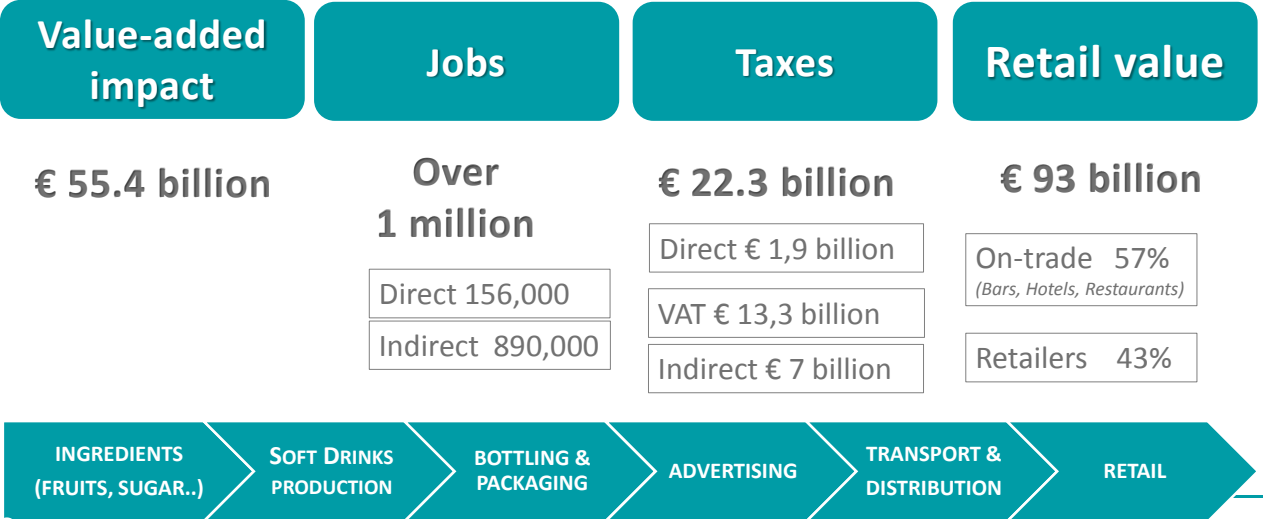 Value-added
impact
Jobs
Taxes
Retail value
€ 55.4 billion
Over
1 million
Direct 156,000
Indirect 890,000
€ 22.3 billion
Direct € 1,9 billion
VAT € 13,3 billion
Indirect € 7 billion
€ 93 billion
On-trade 57%
(Bars, Hotels, Restaurants)
Retailers 43%
INGREDIENTS
(FRUITS, SUGAR..)
SOFT DRINKS
PRODUCTION
BOTTLING &
PACKAGING
ADVERTISING
TRANSPORT &
DISTRIBUTION
RETAIL